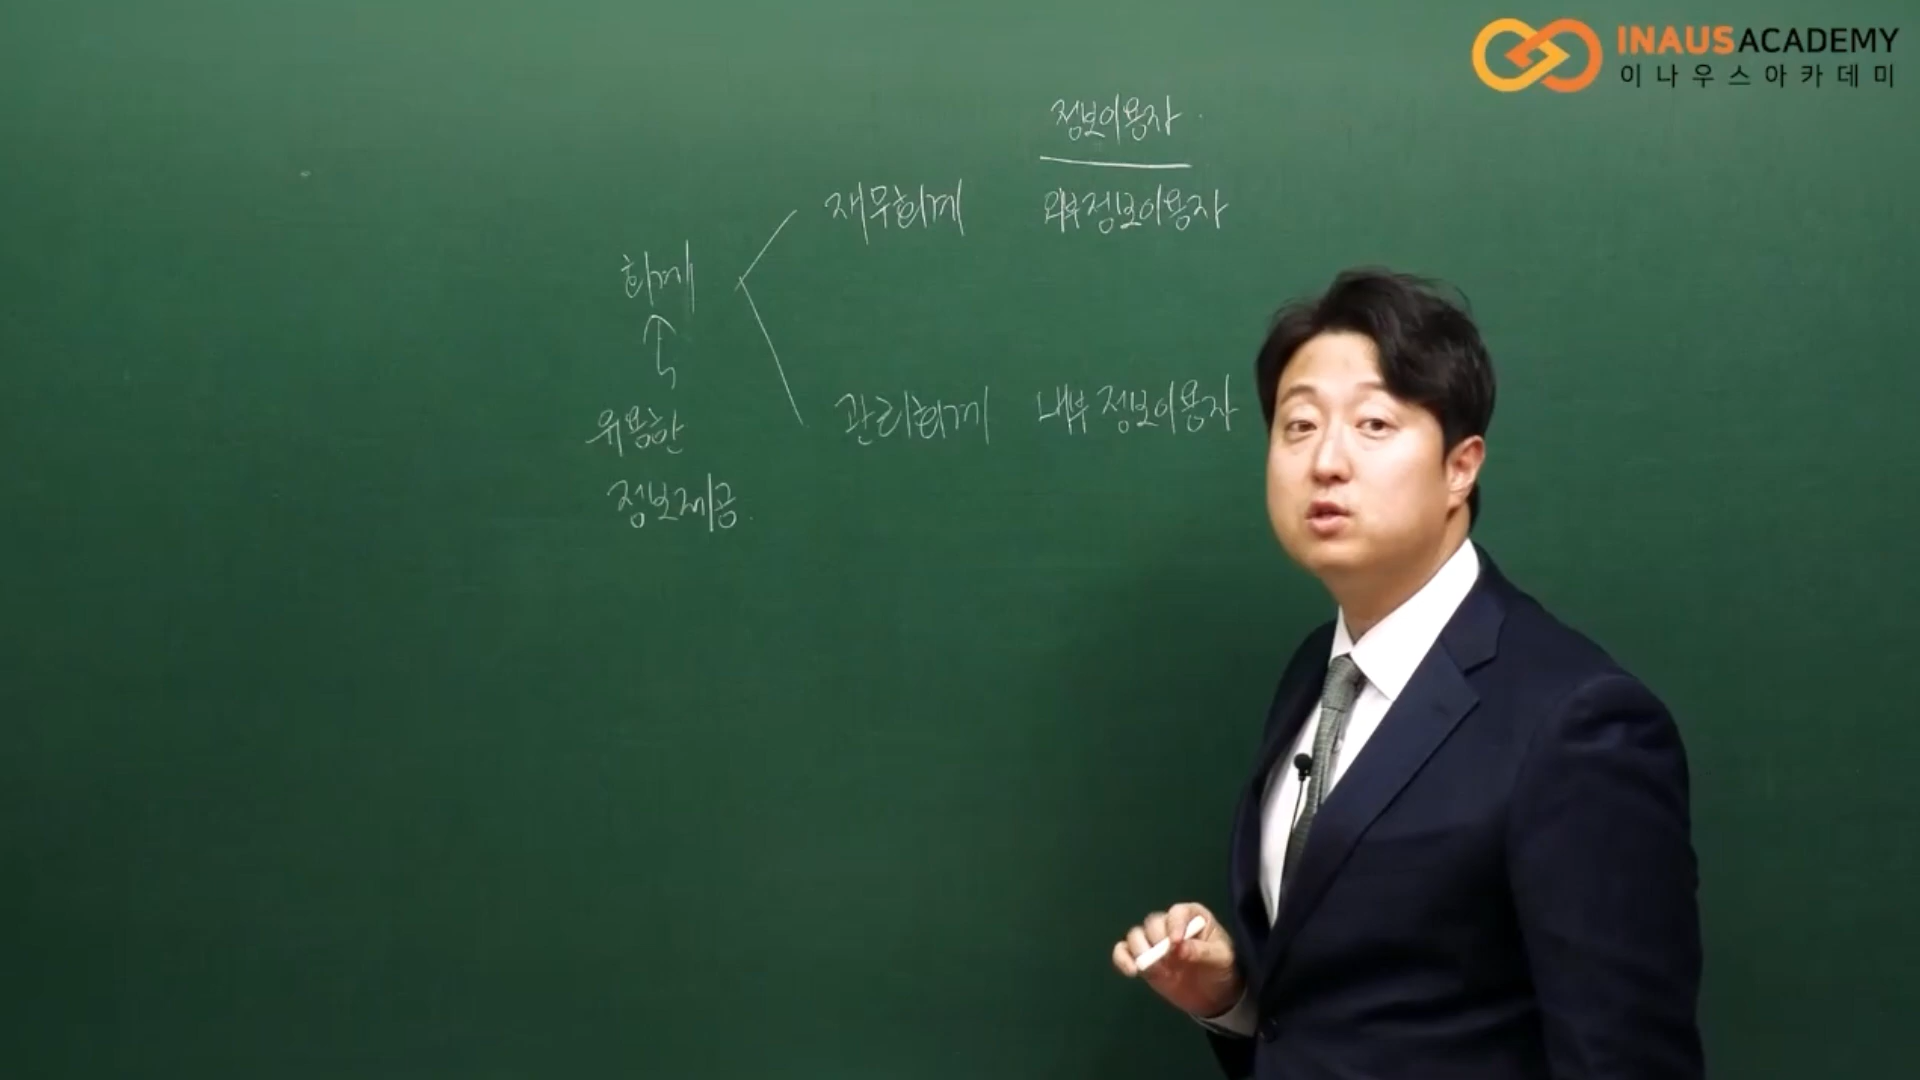 INAUSACADEMY
이나우스아카데미
정보이용자
재무회계 외부정보이용자
회계
관리회계 내부 정보이용자
유용한
정보제공.